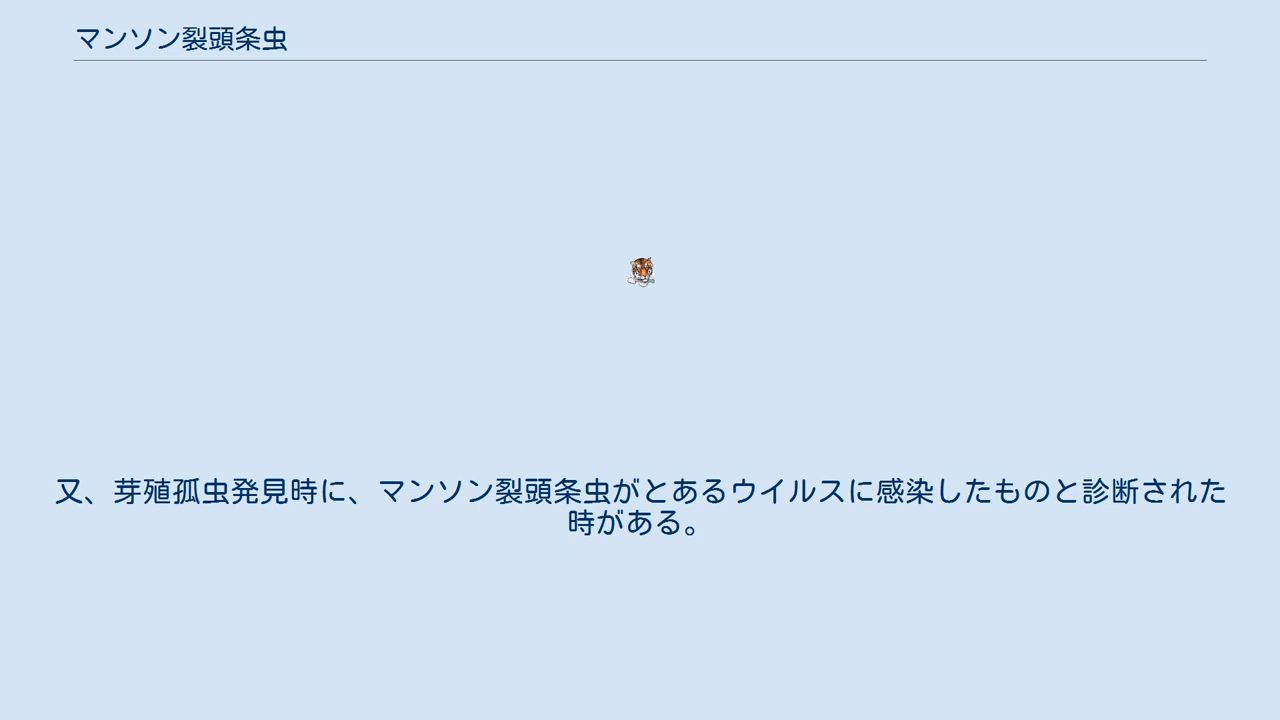 マンソン裂頭条虫
又、芽殖孤虫発見時に、マンソン裂頭条虫がとあるウイルスに感染したものと診断された
時がある。